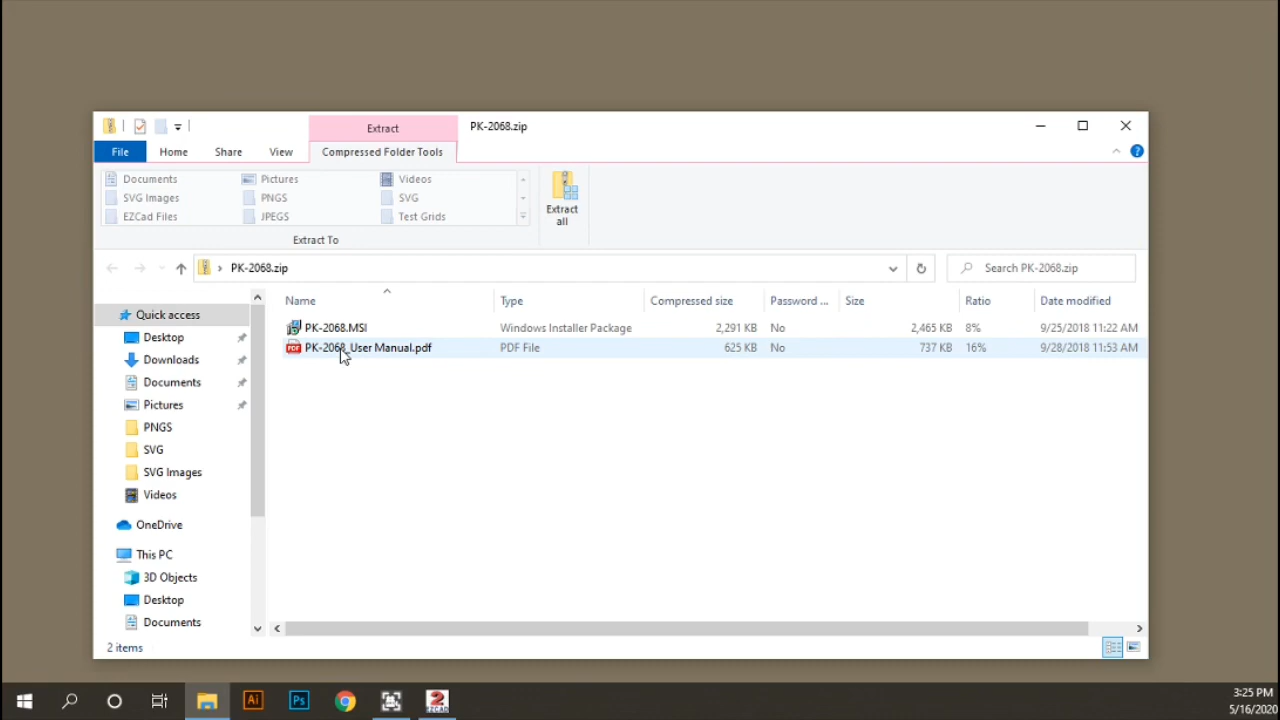 Extract PK-2068.zip
File Home Share View Compressed Folder Tools
Documents Pictures Videos
SVG Images PNGS SVG
EZCad Files JPEGS Test Grids
Extract all
Extract To
PK-2068.zip Search PK-2068.zip
Name Type Compressed size Password ... Size Ratio Date modified
PK-2068.MSI Windows Installer Package 2,291 KB No 2,465 KB 8% 9/25/2018 11:22 AM
PK-2068_User Manual.pdf PDF File 625 KB No 737 KB 16% 9/28/2018 11:53 AM
Quick access
Desktop
Downloads
Documents
Pictures
PNGS
SVG
SVG Images
Videos
OneDrive
This PC
3D Objects
Desktop
Documents
2 items
Ai Ps 2 EZCAD
3:25 PM
5/16/2020